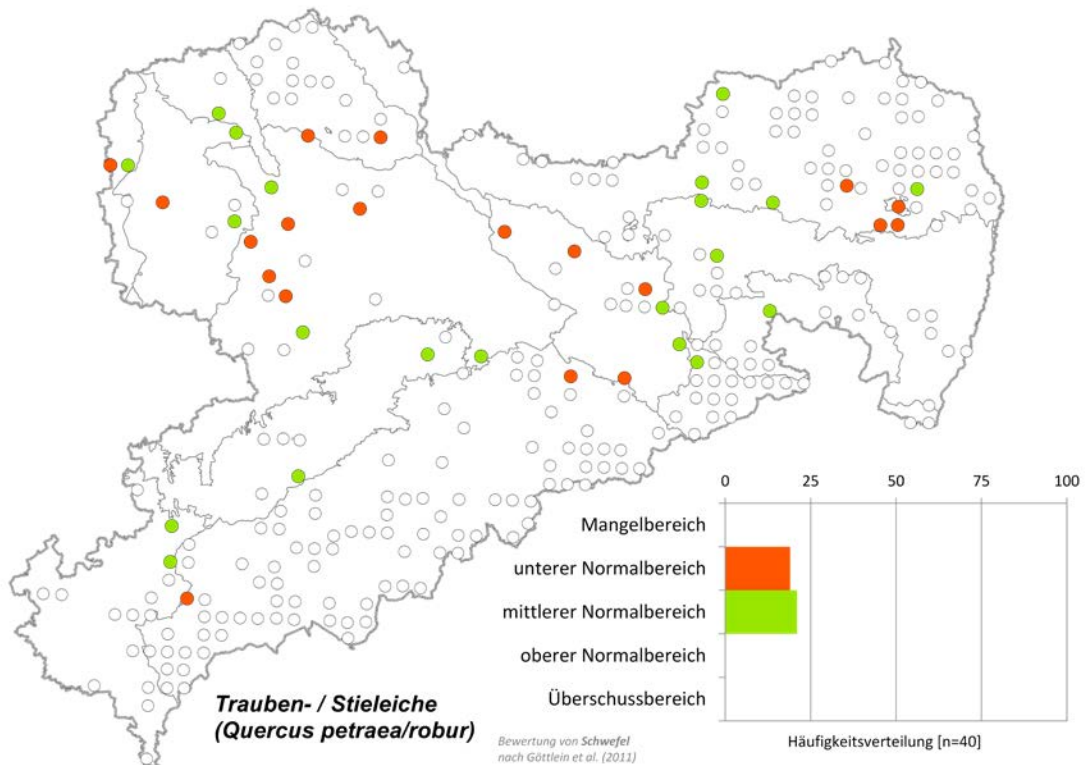 0 25 50 75 100
Mangelbereich
unterer Normalbereich
mittlerer Normalbereich
oberer Normalbereich
Überschussbereich
Trauben- / Stieleiche
(Quercus petraea/robur)
Bewertung von Schwefel
nach Göttlein et al. (2011)
Häufigkeitsverteilung [n=40]